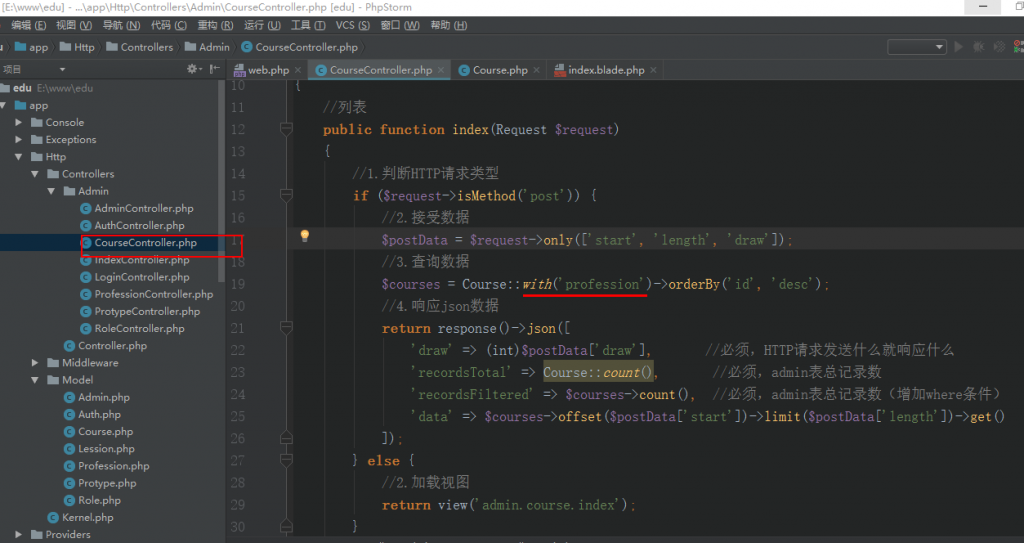 [E:\www\edu] - ...\app\Http\Controllers\Admin\CourseController.php [edu] - PhpStorm
编辑(E) 视图(V) 导航(N) 代码(C) 重构(R) 运行(U) 工具(T) VCS(S) 窗口(W) 帮助(H)
app Http Controllers Admin CourseController.php
项目
web.php CourseController.php Course.php index.blade.php
edu E:\www\edu
app
Console
Exceptions
Http
Controllers
Admin
AdminController.php
AuthController.php
CourseController.php
IndexController.php
LoginController.php
ProfessionController.php
ProtypeController.php
RoleController.php
Controller.php
Middleware
Model
Admin.php
Auth.php
Course.php
Lession.php
Profession.php
Protype.php
Role.php
Kernel.php
Providers
10 {
11 //列表
12 public function index(Request $request)
13 {
14 //1.判断HTTP请求类型
15 if ($request->isMethod('post')) {
16 //2.接受数据
17 $postData = $request->only(['start', 'length', 'draw']);
18 //3.查询数据
19 $courses = Course::with('profession')->orderBy('id', 'desc');
20 //4.响应json数据
21 return response()->json([
22 'draw' => (int)$postData['draw'], //必须，HTTP请求发送什么就响应什么
23 'recordsTotal' => Course::count(), //必须，admin表总记录数
24 'recordsFiltered' => $courses->count(), //必须，admin表总记录数（增加where条件）
25 'data' => $courses->offset($postData['start'])->limit($postData['length'])->get()
26 ]);
27 } else {
28 //2.加载视图
29 return view('admin.course.index');
30 }